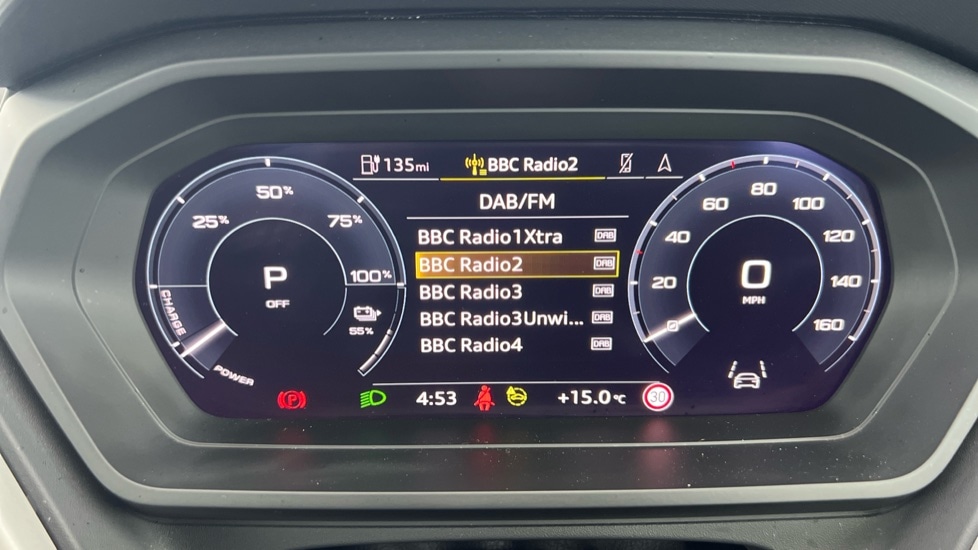 135mi BBC Radio2
DAB/FM
BBC Radio1Xtra DAB
BBC Radio2 DAB
BBC Radio3 DAB
BBC Radio3Unwi... DAB
BBC Radio4 DAB
25% 50% 75% 100%
P
OFF
55%
CHARGE
POWER
0 20 40 60 80 100 120 140 160
0
MPH
P 4:53 +15.0°C 30